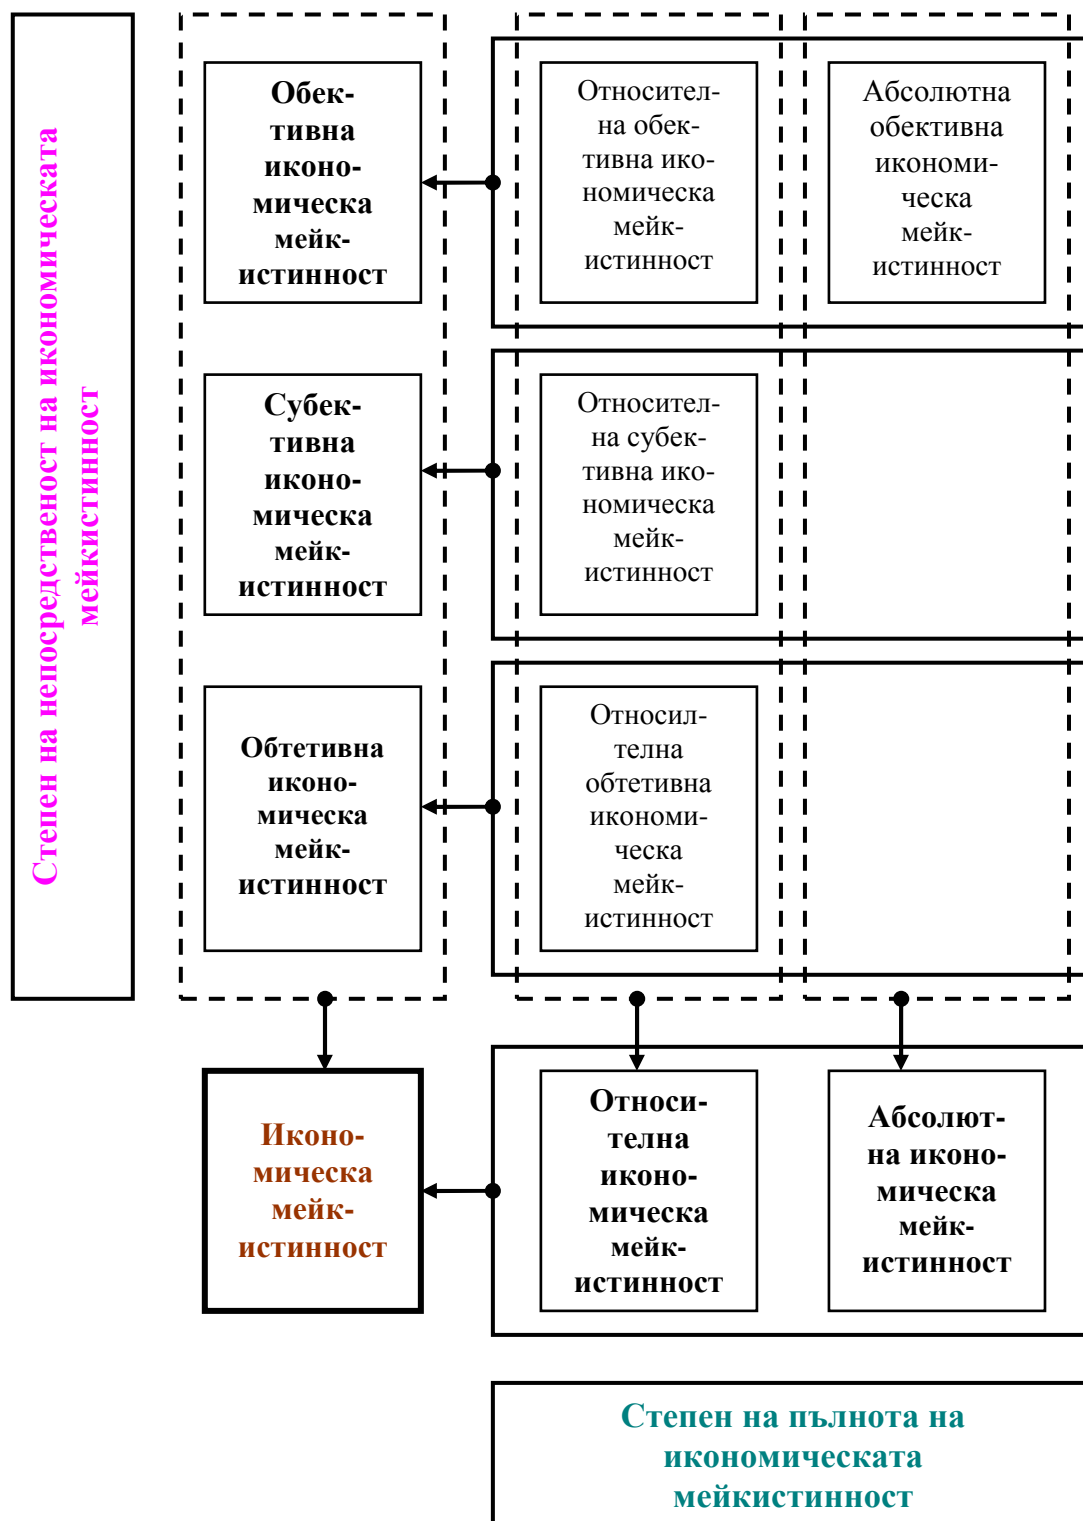 Степен на непосредственост на икономическата
мейкистинност
Обек-
тивна
иконо-
мическа
мейк-
истинност
Относител-
на обек-
тивна ико-
номическа
мейк-
истинност
Абсолютна
обективна
икономи-
ческа
мейк-
истинност
Субек-
тивна
иконо-
мическа
мейк-
истинност
Относител-
на субек-
тивна ико-
номическа
мейк-
истинност
Обтетивна
иконо-
мическа
мейк-
истинност
Относил-
телна
обтетивна
икономи-
ческа
мейк-
истинност
Иконо-
мическа
мейк-
истинност
Относи-
телна
иконо-
мическа
мейк-
истинност
Абсолют-
на иконо-
мическа
мейк-
истинност
Степен на пълнота на
икономическата
мейкистинност